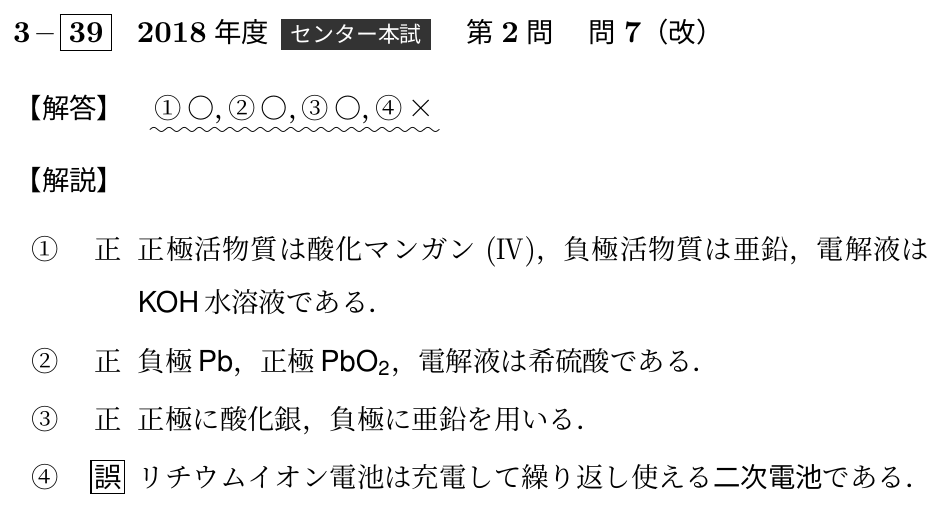 3－39 2018年度 センター本試 第2問 問7（改）
【解答】 ①○, ②○, ③○, ④×
【解説】
① 正 正極活物質は酸化マンガン (Ⅳ)，負極活物質は亜鉛，電解液は
KOH水溶液である．
② 正 負極Pb，正極PbO₂，電解液は希硫酸である．
③ 正 正極に酸化銀，負極に亜鉛を用いる．
④ 誤 リチウムイオン電池は充電して繰り返し使える二次電池である．